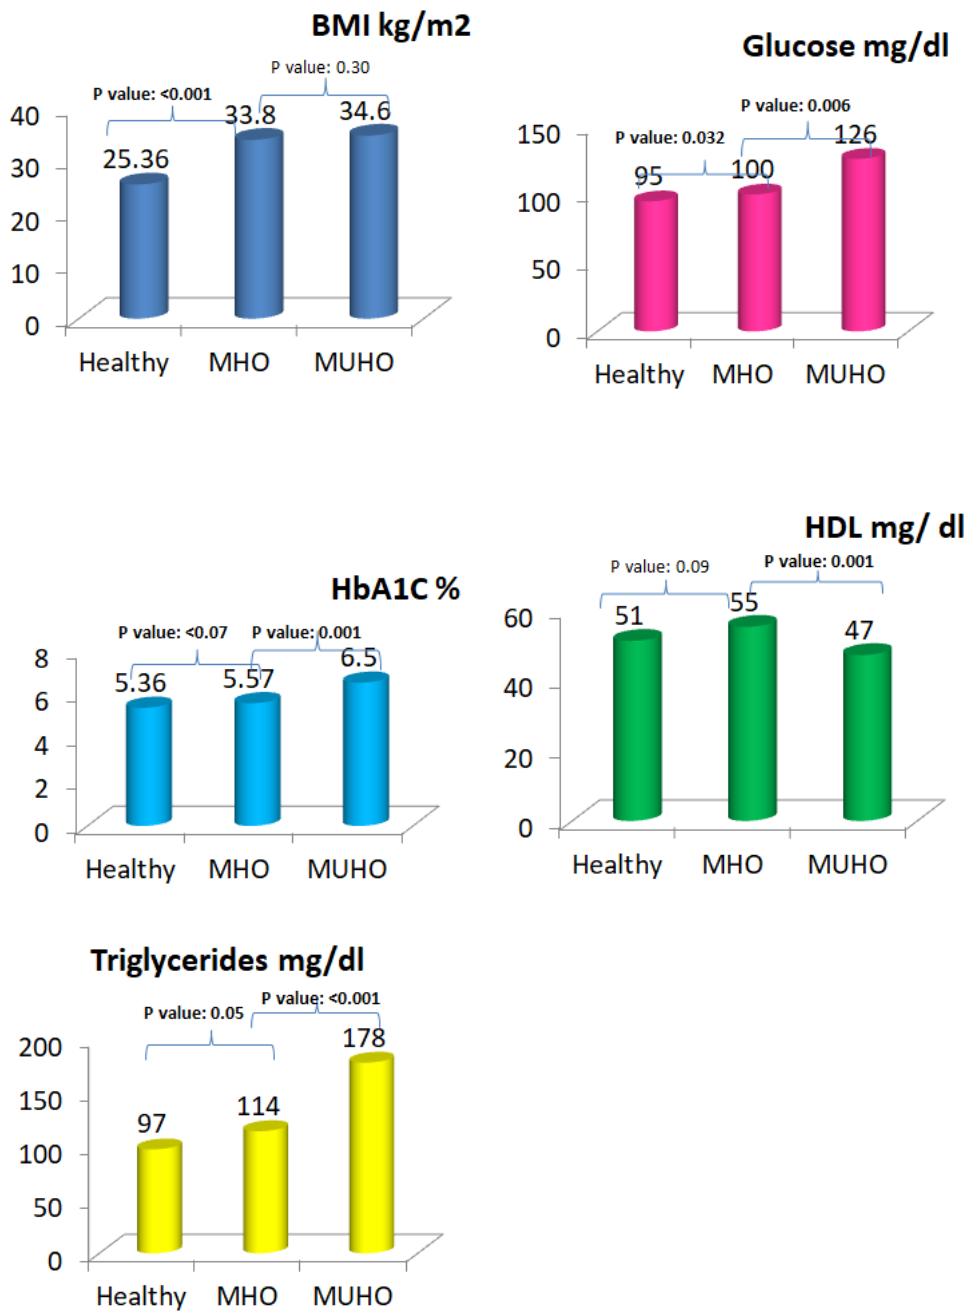 BMI kg/m2
P value: 0.30
P value: <0.001
40
30
20
10
0
25.36
33.8
34.6
Healthy MHO MUHO
Glucose mg/dl
P value: 0.006
P value: 0.032
150
100
50
0
95
100
126
Healthy MHO MUHO
HbA1C %
P value: <0.07 P value: 0.001
8
6
4
2
0
5.36
5.57
6.5
Healthy MHO MUHO
HDL mg/ dl
P value: 0.09 P value: 0.001
60
40
20
0
51
55
47
Healthy MHO MUHO
Triglycerides mg/dl
P value: <0.001
P value: 0.05
200
150
100
50
0
97
114
178
Healthy MHO MUHO